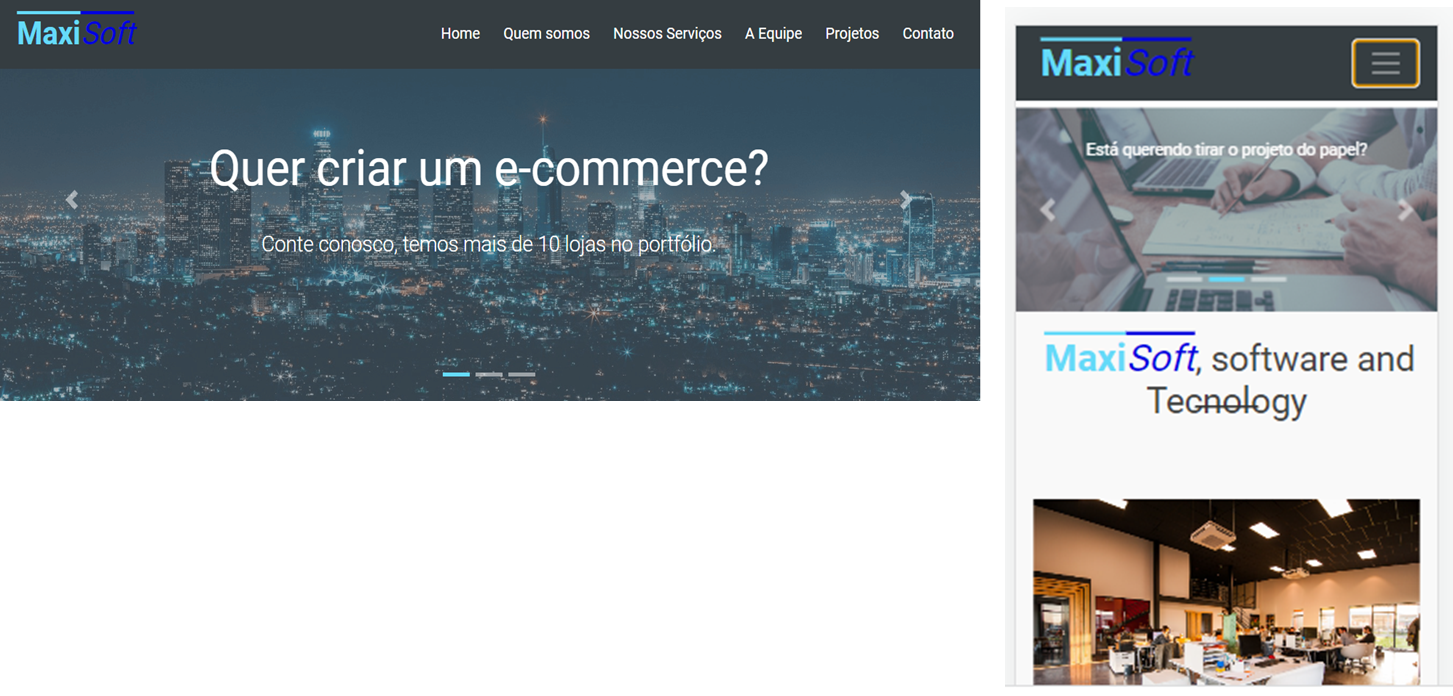 MaxiSoft
Home Quem somos Nossos Serviços A Equipe Projetos Contato
Quer criar um e-commerce?
Conte conosco, temos mais de 10 lojas no portfólio.
MaxiSoft
Está querendo tirar o projeto do papel?
MaxiSoft, software and
Tecnology